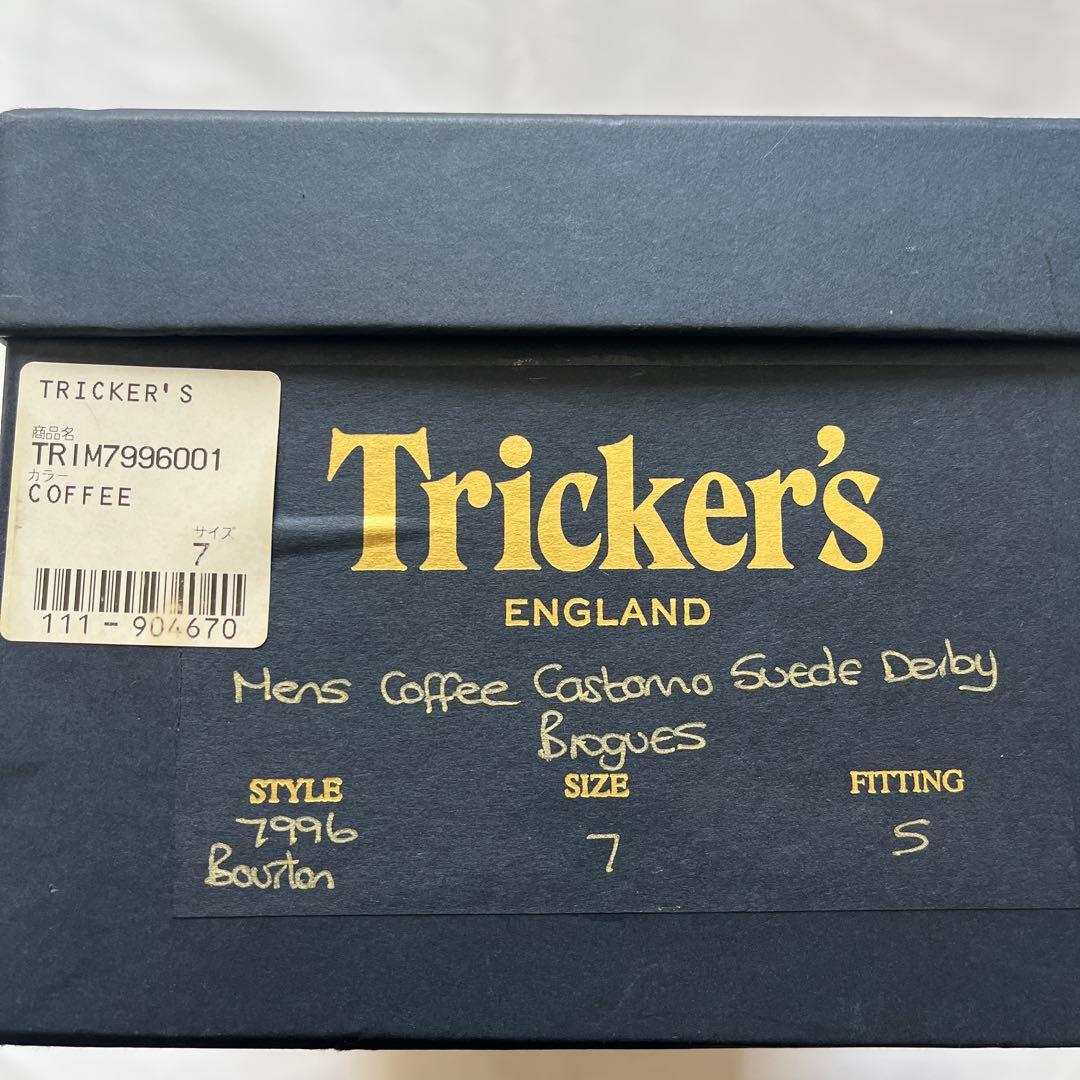 TRICKER'S
商品名
TRIM7996001
カラー
COFFEE
サイズ
7
111-904670
Tricker's
ENGLAND
Mens Coffee Castorino Suede Derby
Brogues
STYLE SIZE FITTING
7996 7 5
Bourton